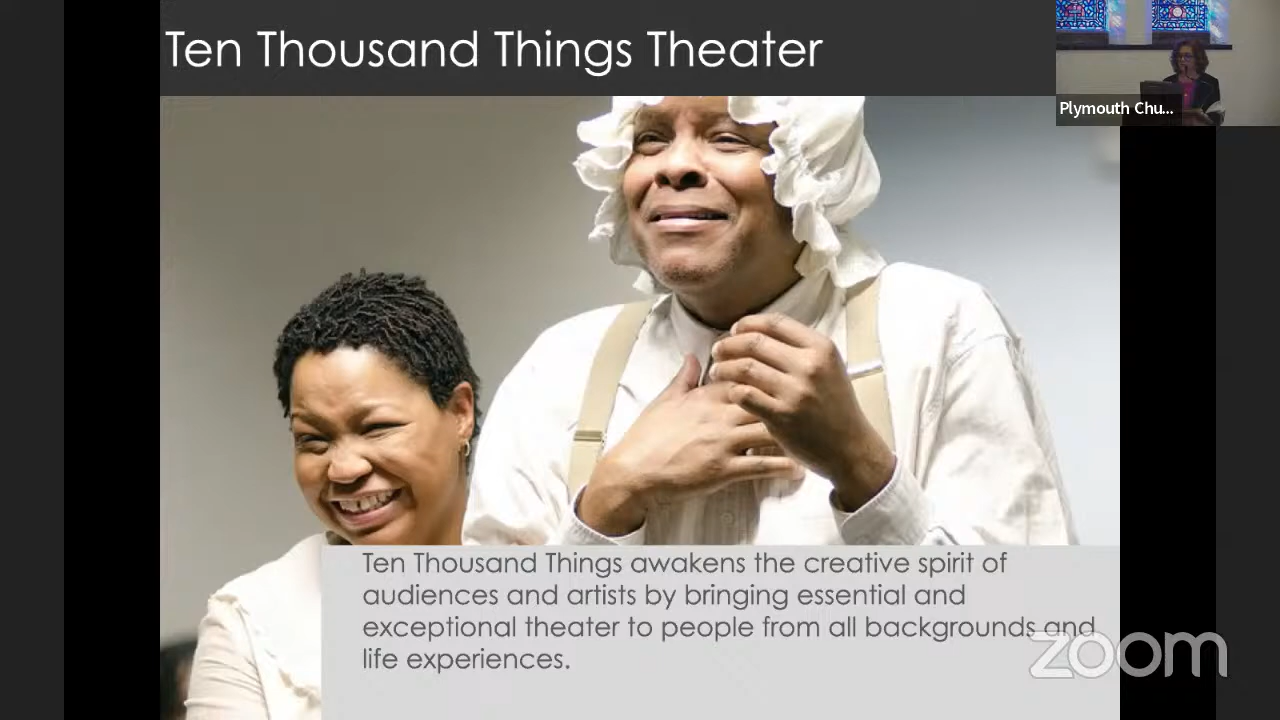 Ten Thousand Things Theater
Plymouth Chu...
Ten Thousand Things awakens the creative spirit of
audiences and artists by bringing essential and
exceptional theater to people from all backgrounds and
life experiences.
zoom